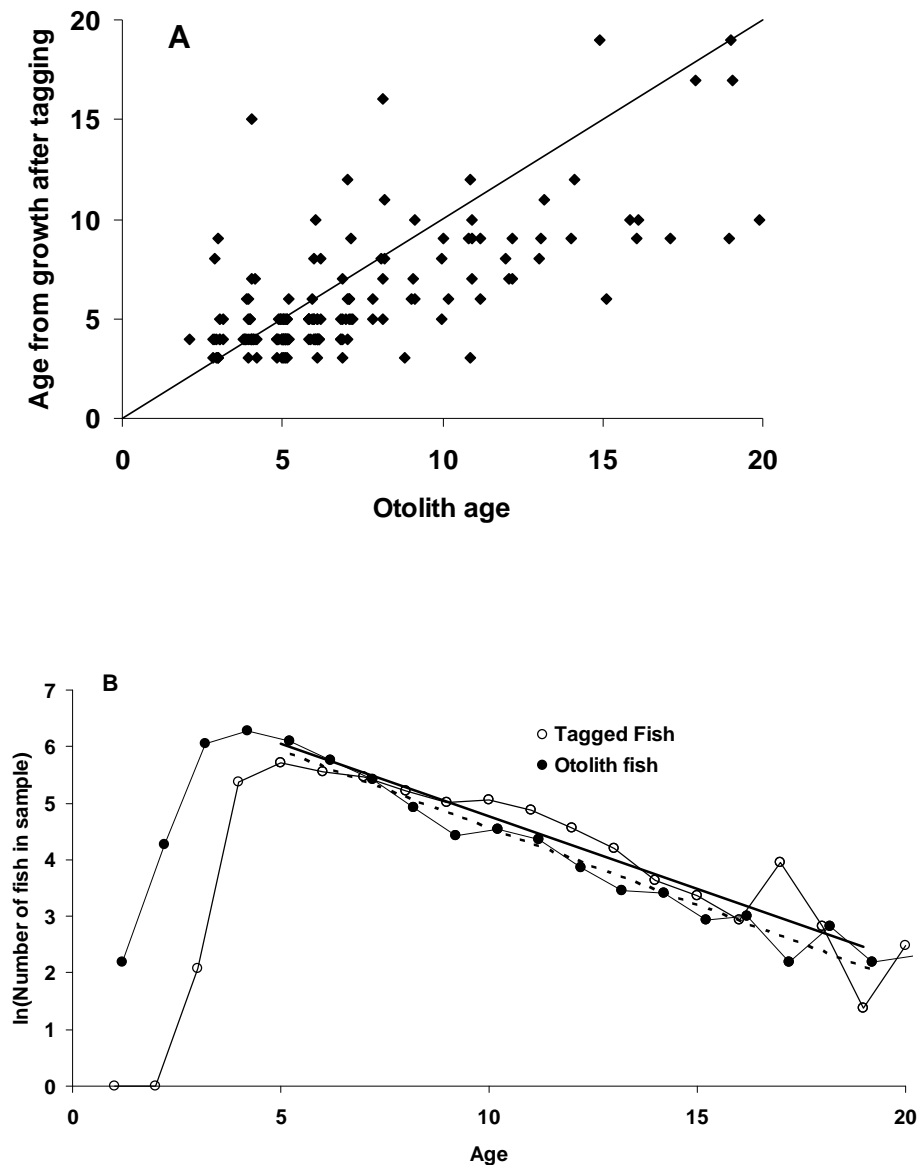 A
Age from growth after tagging
20
15
10
5
0
0 5 10 15 20
Otolith age
B
ln(Number of fish in sample)
7
6
5
4
3
2
1
0
Tagged Fish
Otolith fish
0 5 10 15 20
Age